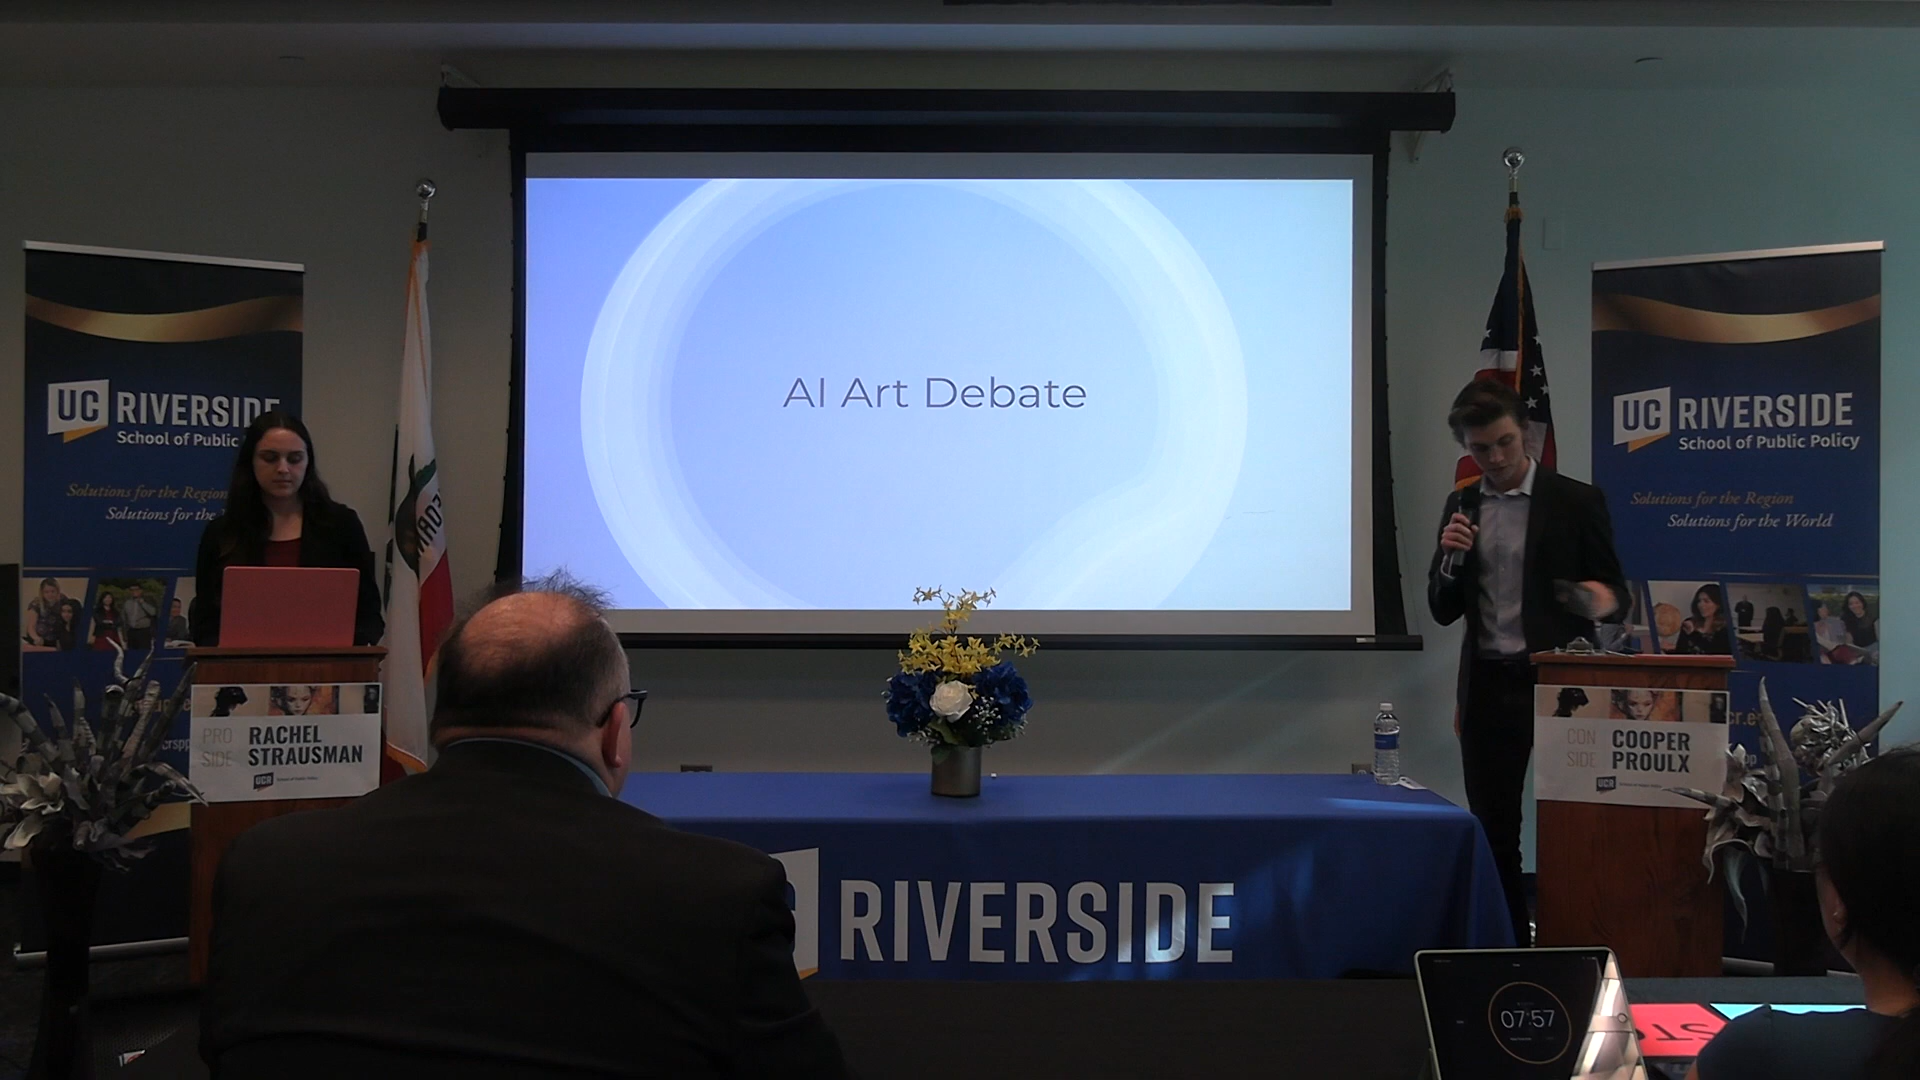 AI Art Debate
UC RIVERSIDE
School of Public
Solutions for the Region
Solutions for the
UC RIVERSIDE
School of Public Policy
Solutions for the Region
Solutions for the World
PRO
SIDE
RACHEL
STRAUSMAN
UCR
CON
SIDE
COOPER
PROULX
UCR
RIVERSIDE
07:57